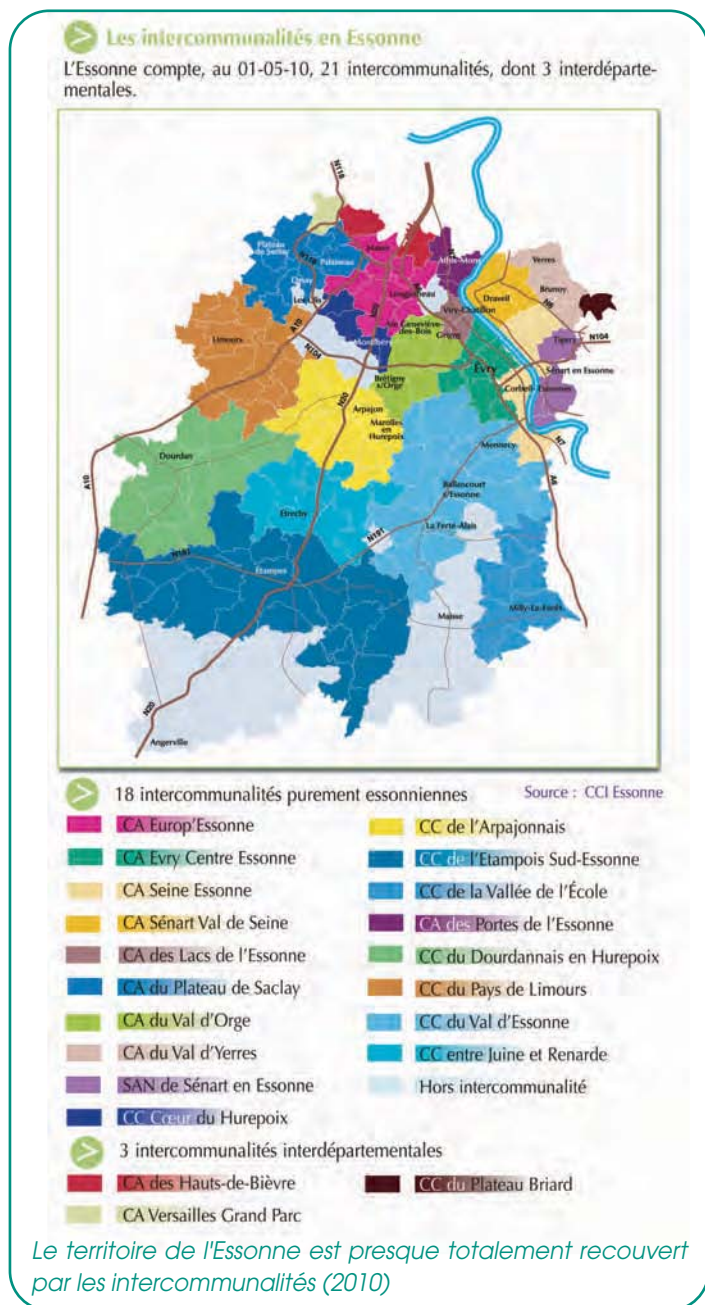 Les intercommunalités en Essonne
L'Essonne compte, au 01-05-10, 21 intercommunalités, dont 3 interdéparte-
mentales.
N118
Plateau de Saclay
Palaiseau
N118
Orsay
Les Ulis
Massy
Longjumeau
Athis-Mons
Yerres
Brunoy
Draveil
N6
Viry-Chatillon
Ste Geneviève-des-Bois
Grigny
Montlhéry
Limours
A10
N104
N20
Tigery
N104
Sénart en Essonne
Évry
Corbeil-Essonnes
Brétigny s/Orge
Arpajon
Marolles en Hurepoix
Mennecy
N7
A6
Dourdan
A10
Ballancourt s/Essonne
Etrechy
La Ferte-Alais
N191
N191
Etampes
Milly-La-Forêt
Maisse
N20
Angerville
18 intercommunalités purement essonniennes
Source : CCI Essonne
CA Europ'Essonne
CA Evry Centre Essonne
CA Seine Essonne
CA Sénart Val de Seine
CA des Lacs de l'Essonne
CA du Plateau de Saclay
CA du Val d'Orge
CA du Val d'Yerres
SAN de Sénart en Essonne
CC Cœur du Hurepoix
CC de l'Arpajonnais
CC de l'Etampois Sud-Essonne
CC de la Vallée de l'École
CA des Portes de l'Essonne
CC du Dourdannais en Hurepoix
CC du Pays de Limours
CC du Val d'Essonne
CC entre Juine et Renarde
Hors intercommunalité
3 intercommunalités interdépartementales
CA des Hauts-de-Bièvre
CA Versailles Grand Parc
CC du Plateau Briard
Le territoire de l'Essonne est presque totalement recouvert
par les intercommunalités (2010)